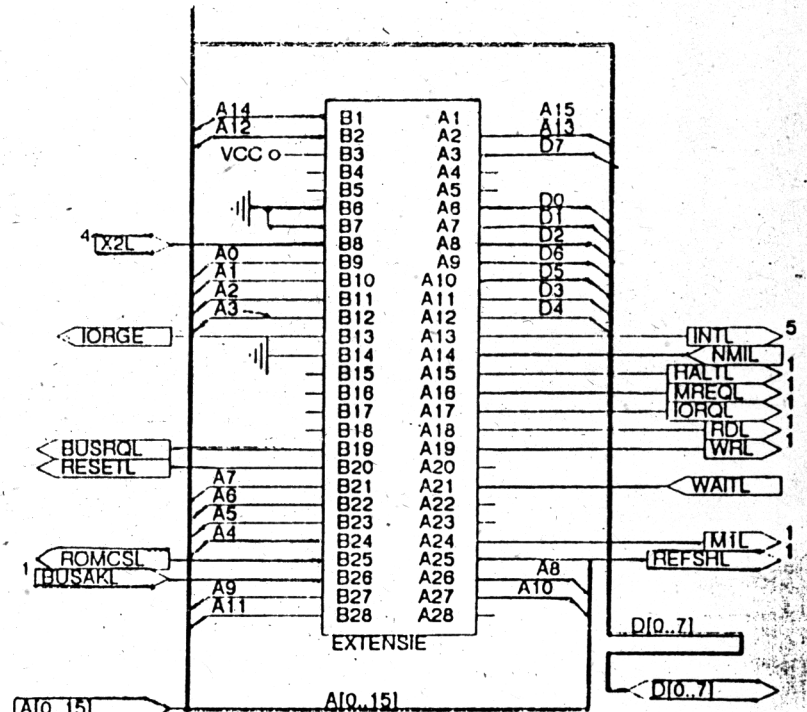 A14 B1 A1 A15
A12 B2 A2 A13
VCC B3 A3 D7
B4 A4
B5 A5
B6 A6 D0
B7 A7 D1
4 X2L B8 A8 D2
A0 B9 A9 D6
A1 B10 A10 D5
A2 B11 A11 D3
A3 B12 A12 D4
IORGE B13 A13 INTL 5
B14 A14 NMIL
B15 A15 HALTL 1
B16 A16 MREQL 1
B17 A17 IORQL 1
B18 A18 RDL 1
BUSRQL B19 A19 WRL 1
RESETL B20 A20
A7 B21 A21 WAITL
A6 B22 A22
A5 B23 A23
A4 B24 A24 M1L 1
ROMCSL B25 A25 REFSHL 1
1 BUSAKL B26 A26 A8
A9 B27 A27 A10
A11 B28 A28
EXTENSIE
D[0..7]
D[0..7]
A[0..15] A[0..15]